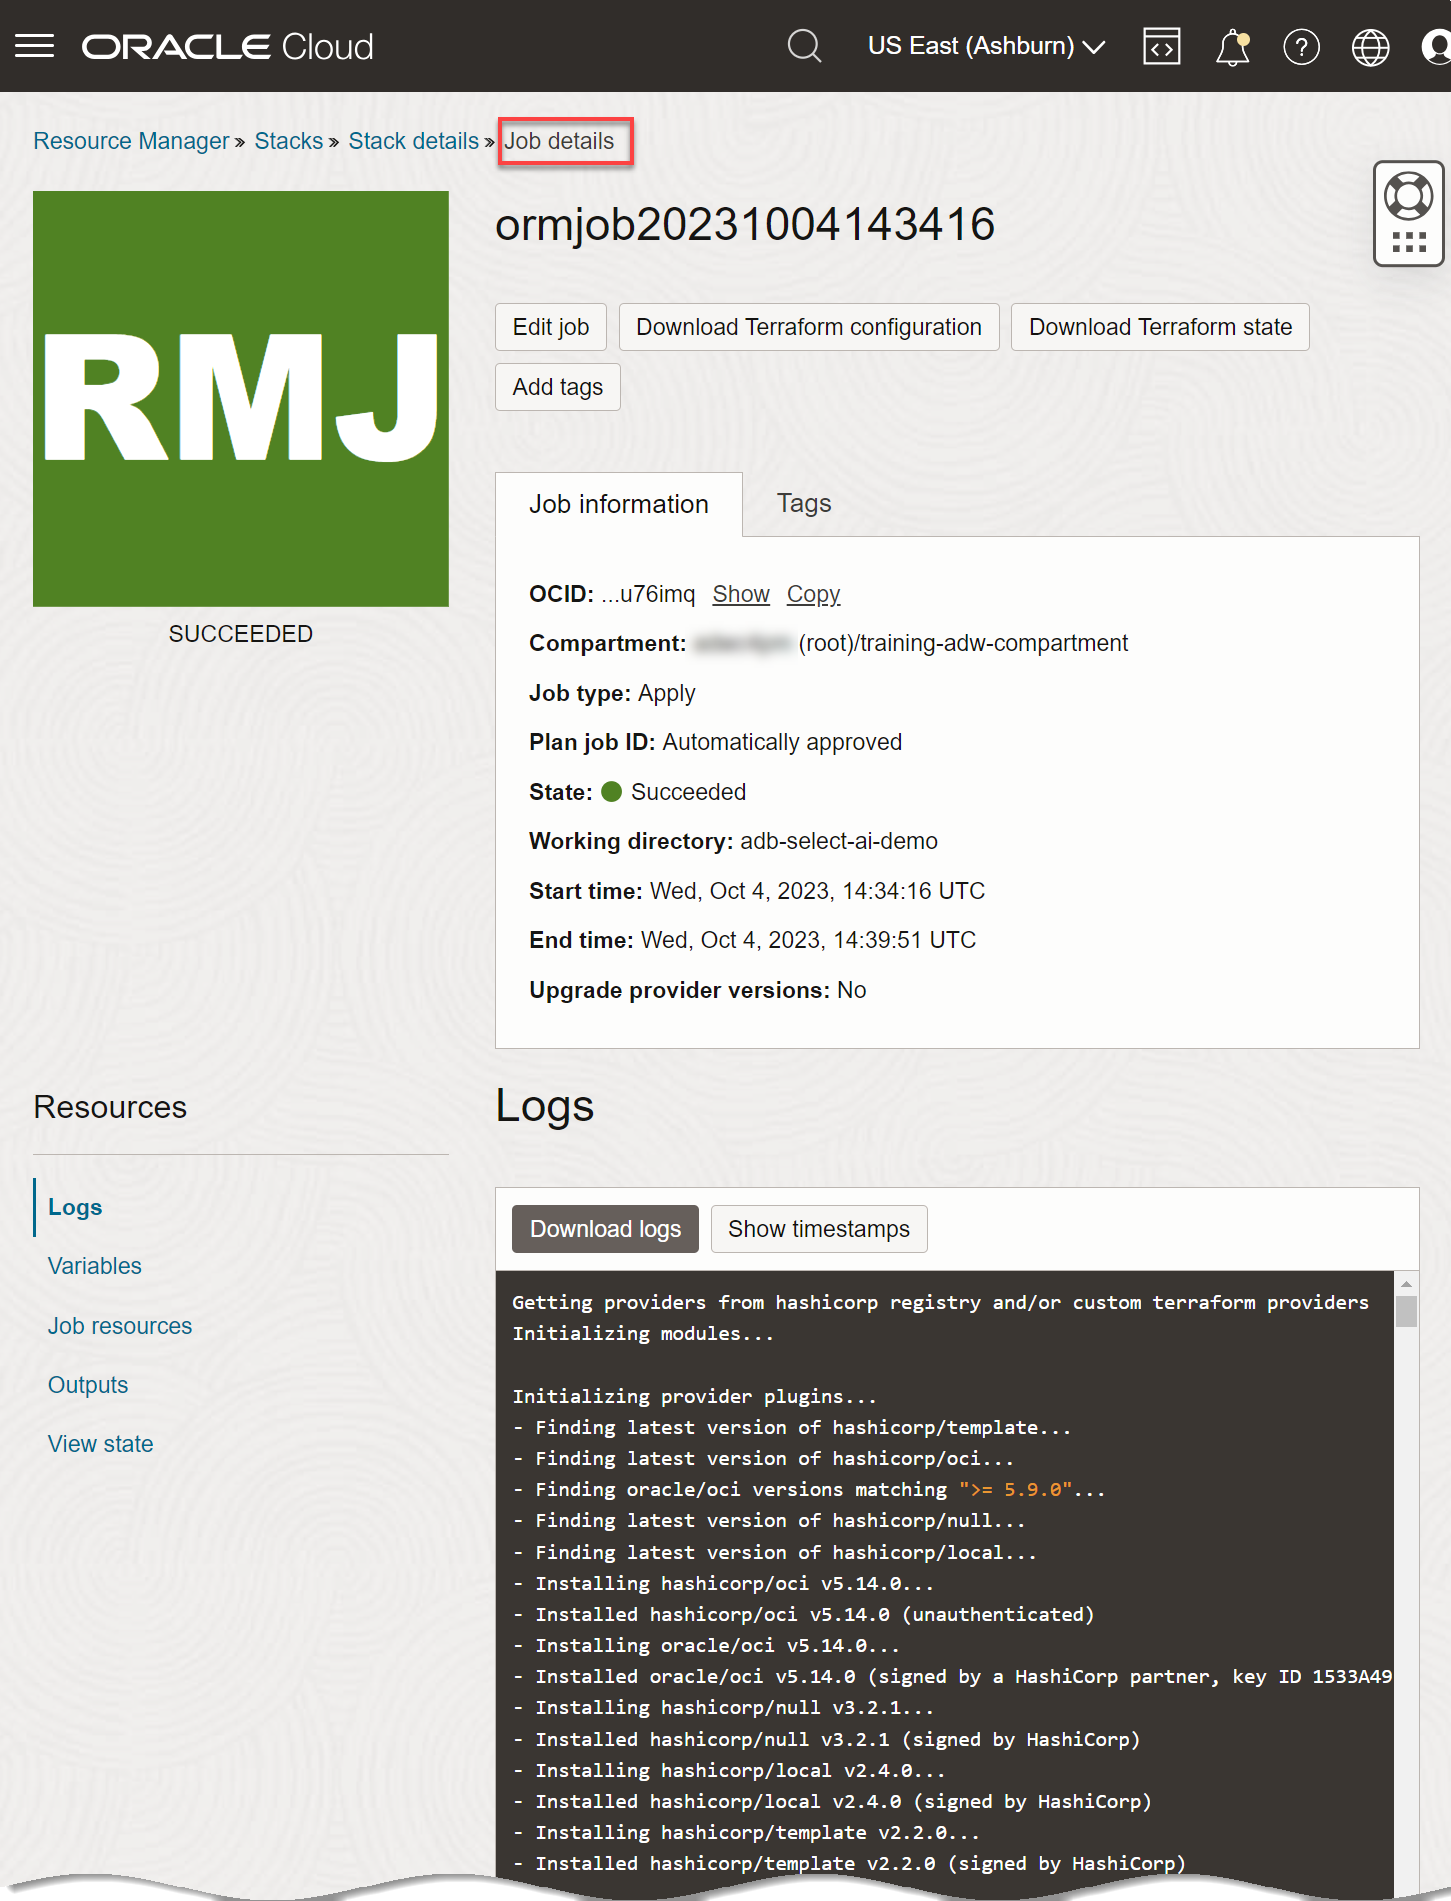 ORACLE Cloud
US East (Ashburn)
Resource Manager » Stacks » Stack details » Job details
RMJ
SUCCEEDED
ormjob20231004143416
Edit job
Download Terraform configuration
Download Terraform state
Add tags
Job information
Tags
OCID: ...u76imq Show Copy
Compartment: (root)/training-adw-compartment
Job type: Apply
Plan job ID: Automatically approved
State: Succeeded
Working directory: adb-select-ai-demo
Start time: Wed, Oct 4, 2023, 14:34:16 UTC
End time: Wed, Oct 4, 2023, 14:39:51 UTC
Upgrade provider versions: No
Resources
Logs
Variables
Job resources
Outputs
View state
Logs
Download logs
Show timestamps
Getting providers from hashicorp registry and/or custom terraform providers
Initializing modules...
Initializing provider plugins...
- Finding latest version of hashicorp/template...
- Finding latest version of hashicorp/oci...
- Finding oracle/oci versions matching ">= 5.9.0"...
- Finding latest version of hashicorp/null...
- Finding latest version of hashicorp/local...
- Installing hashicorp/oci v5.14.0...
- Installed hashicorp/oci v5.14.0 (unauthenticated)
- Installing oracle/oci v5.14.0...
- Installed oracle/oci v5.14.0 (signed by a HashiCorp partner, key ID 1533A49
- Installing hashicorp/null v3.2.1...
- Installed hashicorp/null v3.2.1 (signed by HashiCorp)
- Installing hashicorp/local v2.4.0...
- Installed hashicorp/local v2.4.0 (signed by HashiCorp)
- Installing hashicorp/template v2.2.0...
- Installed hashicorp/template v2.2.0 (signed by HashiCorp)